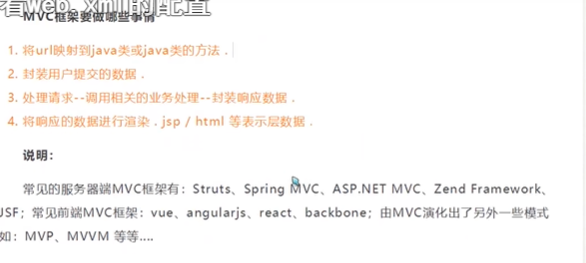 看web.xml的配置
MVC框架要做哪些事情
1. 将url映射到java类或java类的方法 .
2. 封装用户提交的数据 .
3. 处理请求--调用相关的业务处理--封装响应数据 .
4. 将响应的数据进行渲染 . jsp / html 等表示层数据 .
说明：
常见的服务器端MVC框架有：Struts、Spring MVC、ASP.NET MVC、Zend Framework、
JSF；常见前端MVC框架：vue、angularjs、react、backbone；由MVC演化出了另外一些模式
如：MVP、MVVM 等等....